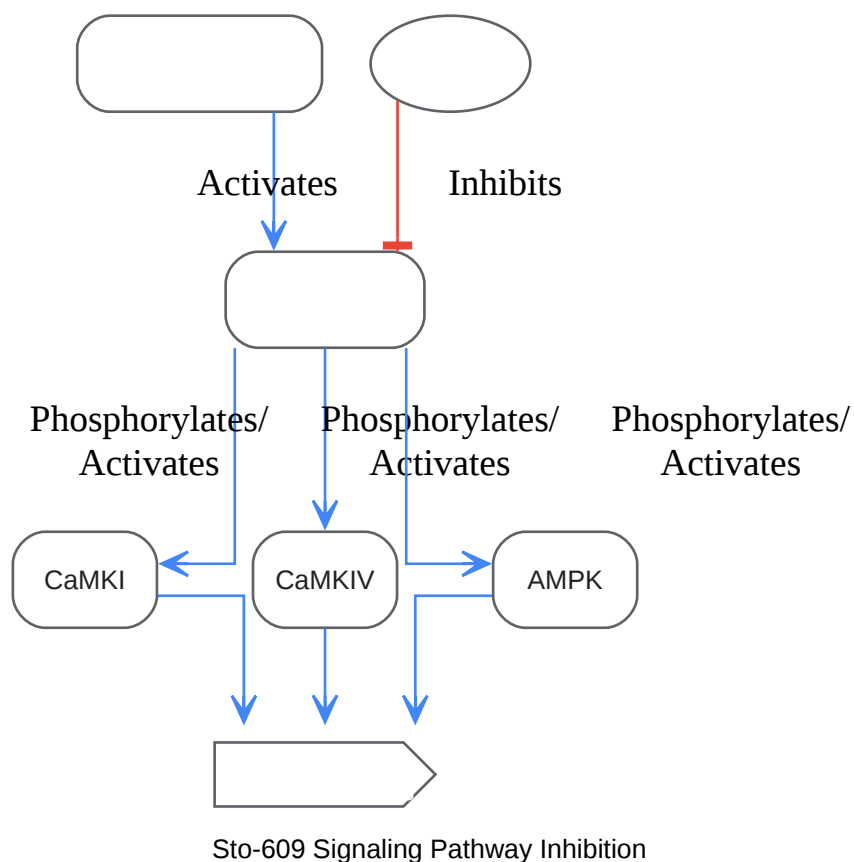 Activates
Inhibits
Phosphorylates/
Activates
Phosphorylates/
Activates
Phosphorylates/
Activates
CaMKI
CaMKIV
AMPK
Sto-609 Signaling Pathway Inhibition